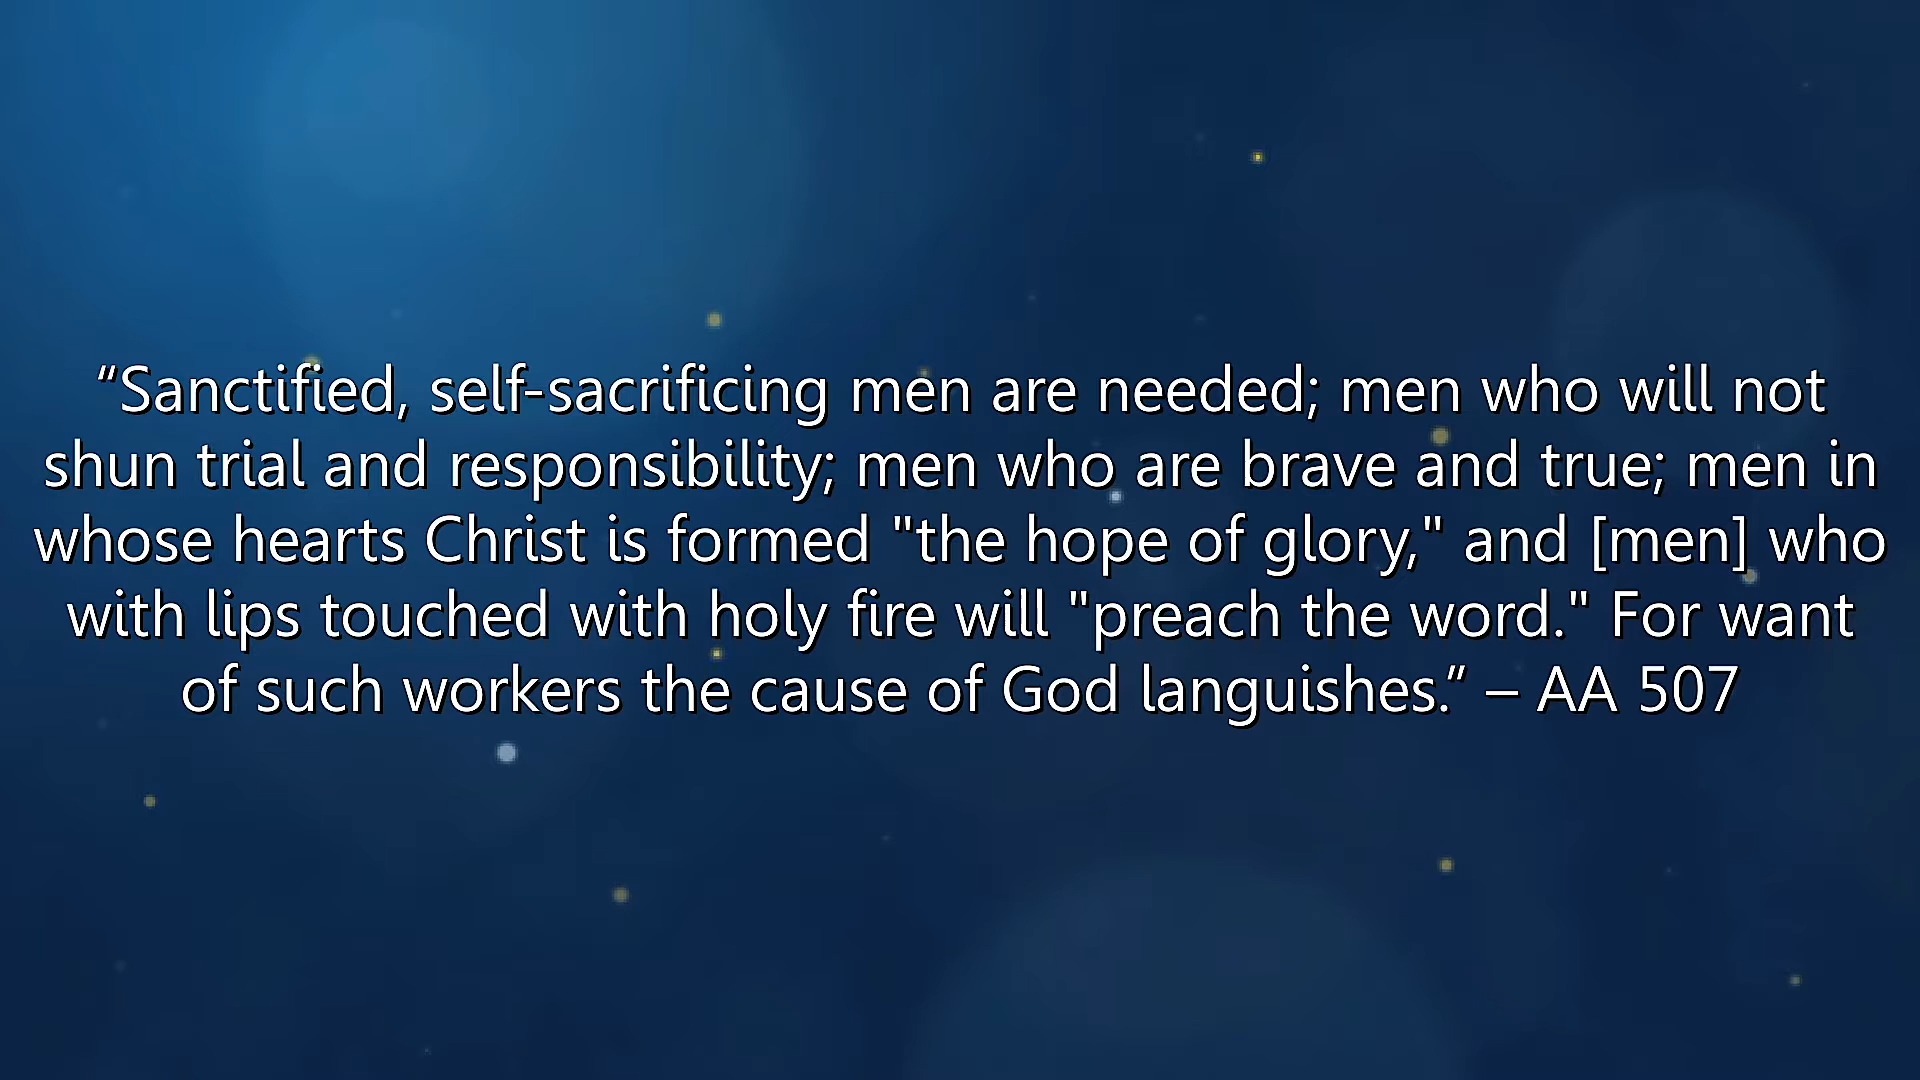 “Sanctified, self-sacrificing men are needed; men who will not
shun trial and responsibility; men who are brave and true; men in
whose hearts Christ is formed "the hope of glory," and [men] who
with lips touched with holy fire will "preach the word." For want
of such workers the cause of God languishes.” – AA 507